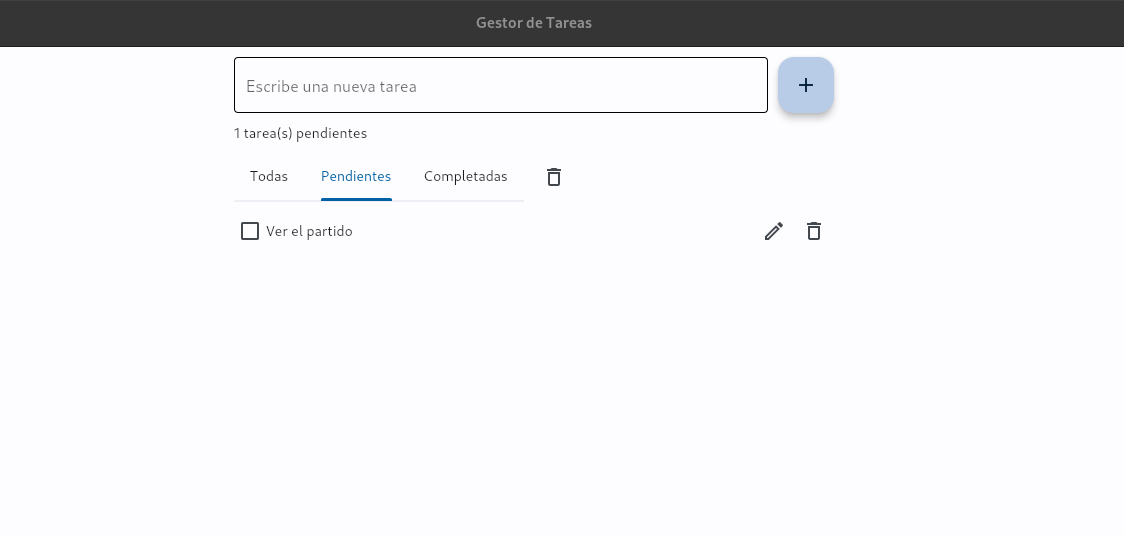 Gestor de Tareas
Escribe una nueva tarea
1 tarea(s) pendientes
Todas Pendientes Completadas
Ver el partido